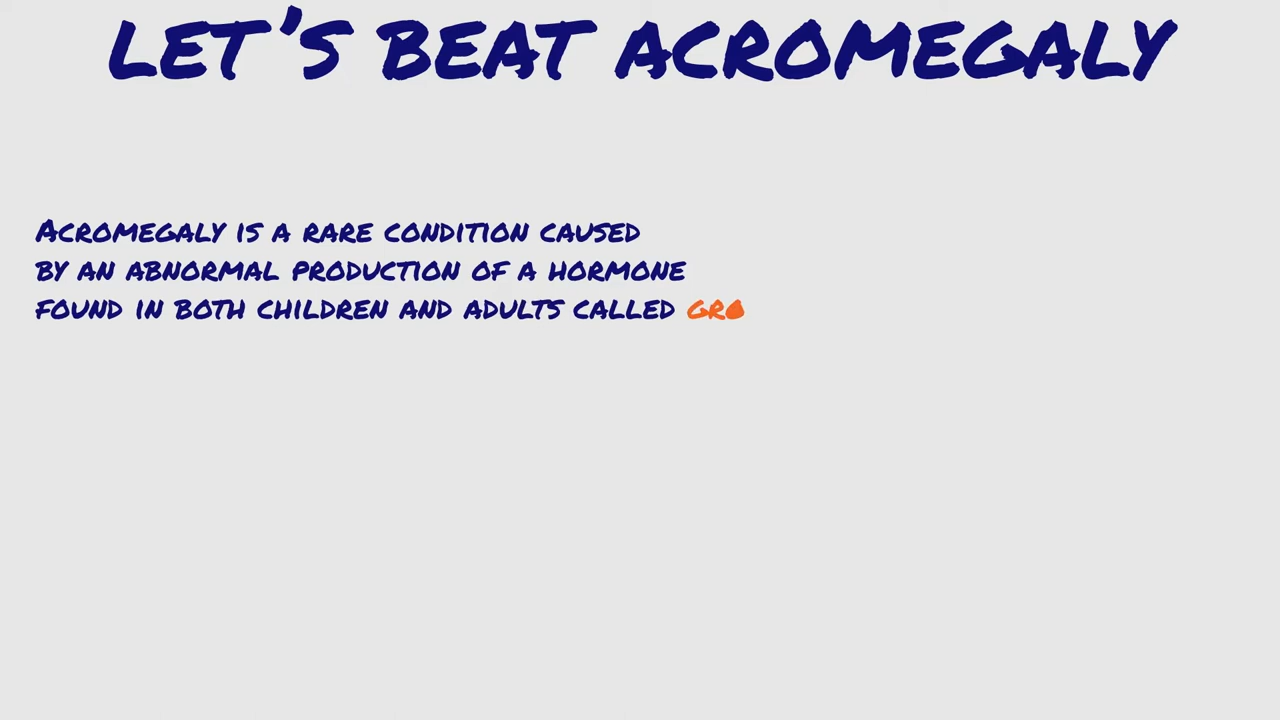 LET'S BEAT ACROMEGALY
ACROMEGALY IS A RARE CONDITION CAUSED
BY AN ABNORMAL PRODUCTION OF A HORMONE
FOUND IN BOTH CHILDREN AND ADULTS CALLED GRO